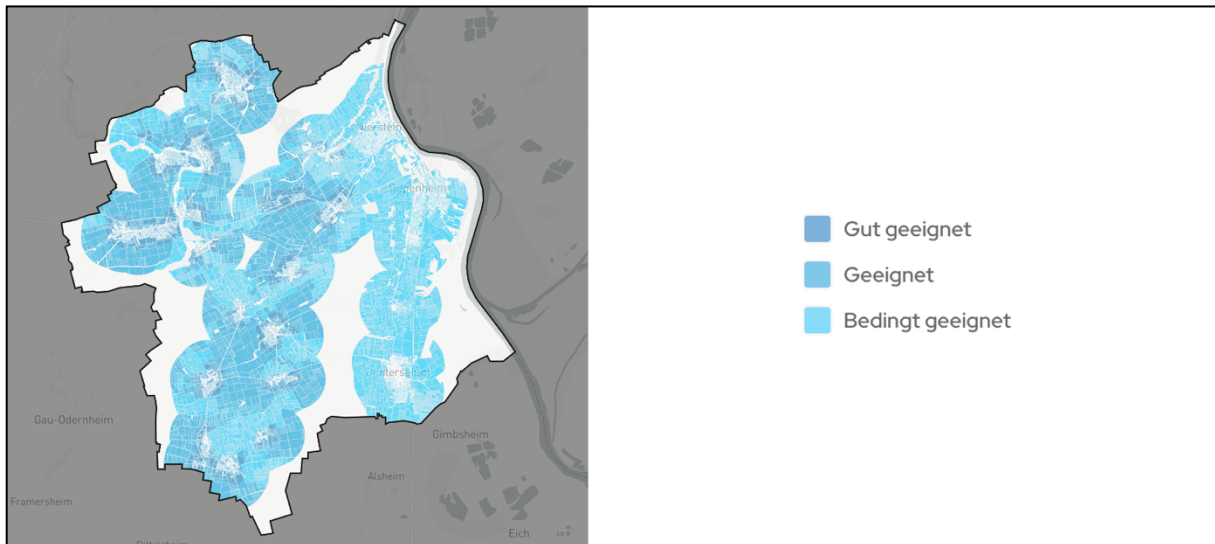 Gau-Odernheim
Gimbsheim
Alsheim
Framersheim
Eich
Gut geeignet
Geeignet
Bedingt geeignet